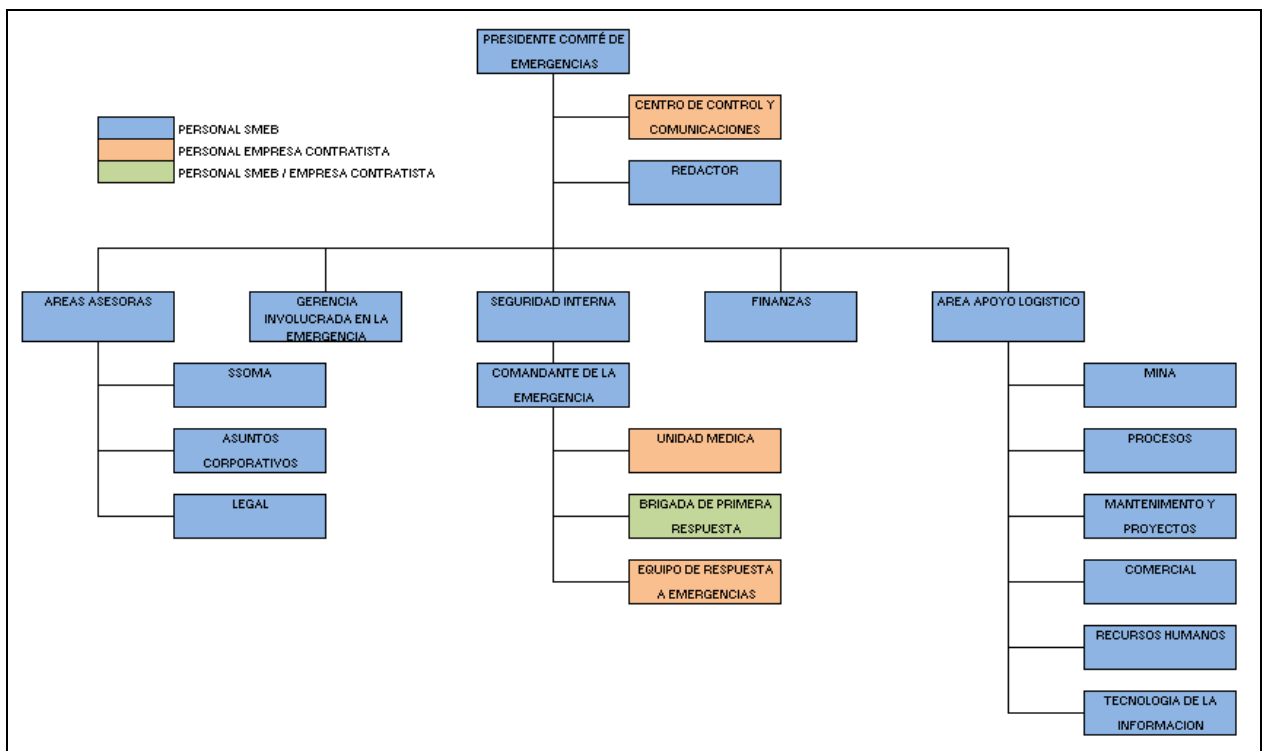 PRESIDENTE COMITÉ DE
EMERGENCIAS
CENTRO DE CONTROL Y
COMUNICACIONES
PERSONAL SMEB
PERSONAL EMPRESA CONTRATISTA
PERSONAL SMEB / EMPRESA CONTRATISTA
REDACTOR
AREAS ASESORAS
GERENCIA
INVOLUCRADA EN LA
EMERGENCIA
SEGURIDAD INTERNA
FINANZAS
AREA APOYO LOGISTICO
SSOMA
ASUNTOS
CORPORATIVOS
LEGAL
COMANDANTE DE LA
EMERGENCIA
UNIDAD MEDICA
BRIGADA DE PRIMERA
RESPUESTA
EQUIPO DE RESPUESTA
A EMERGENCIAS
MINA
PROCESOS
MANTENIMENTO Y
PROYECTOS
COMERCIAL
RECURSOS HUMANOS
TECNOLOGIA DE LA
INFORMACION